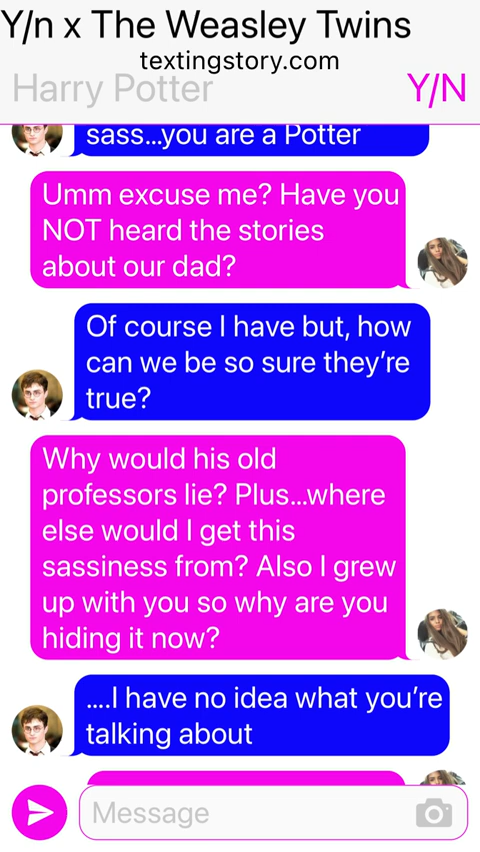 Y/n x The Weasley Twins
textingstory.com
Harry Potter
Y/N
sass...you are a Potter
Umm excuse me? Have you
NOT heard the stories
about our dad?
Of course I have but, how
can we be so sure they're
true?
Why would his old
professors lie? Plus...where
else would I get this
sassiness from? Also I grew
up with you so why are you
hiding it now?
....I have no idea what you're
talking about
Message